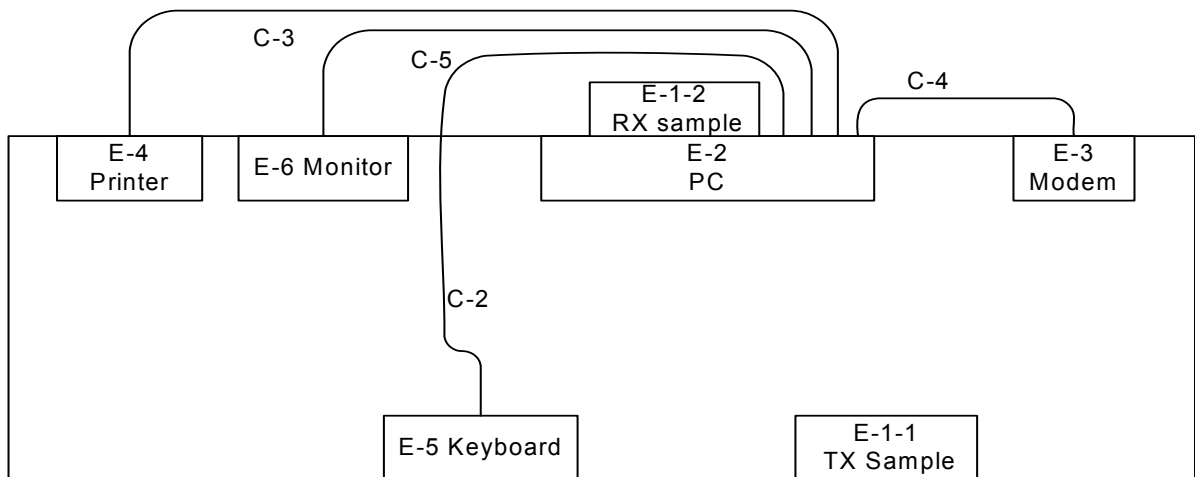 C-3
C-5
C-4
E-1-2
RX sample
E-4
Printer
E-6 Monitor
E-2
PC
E-3
Modem
C-2
E-5 Keyboard
E-1-1
TX Sample